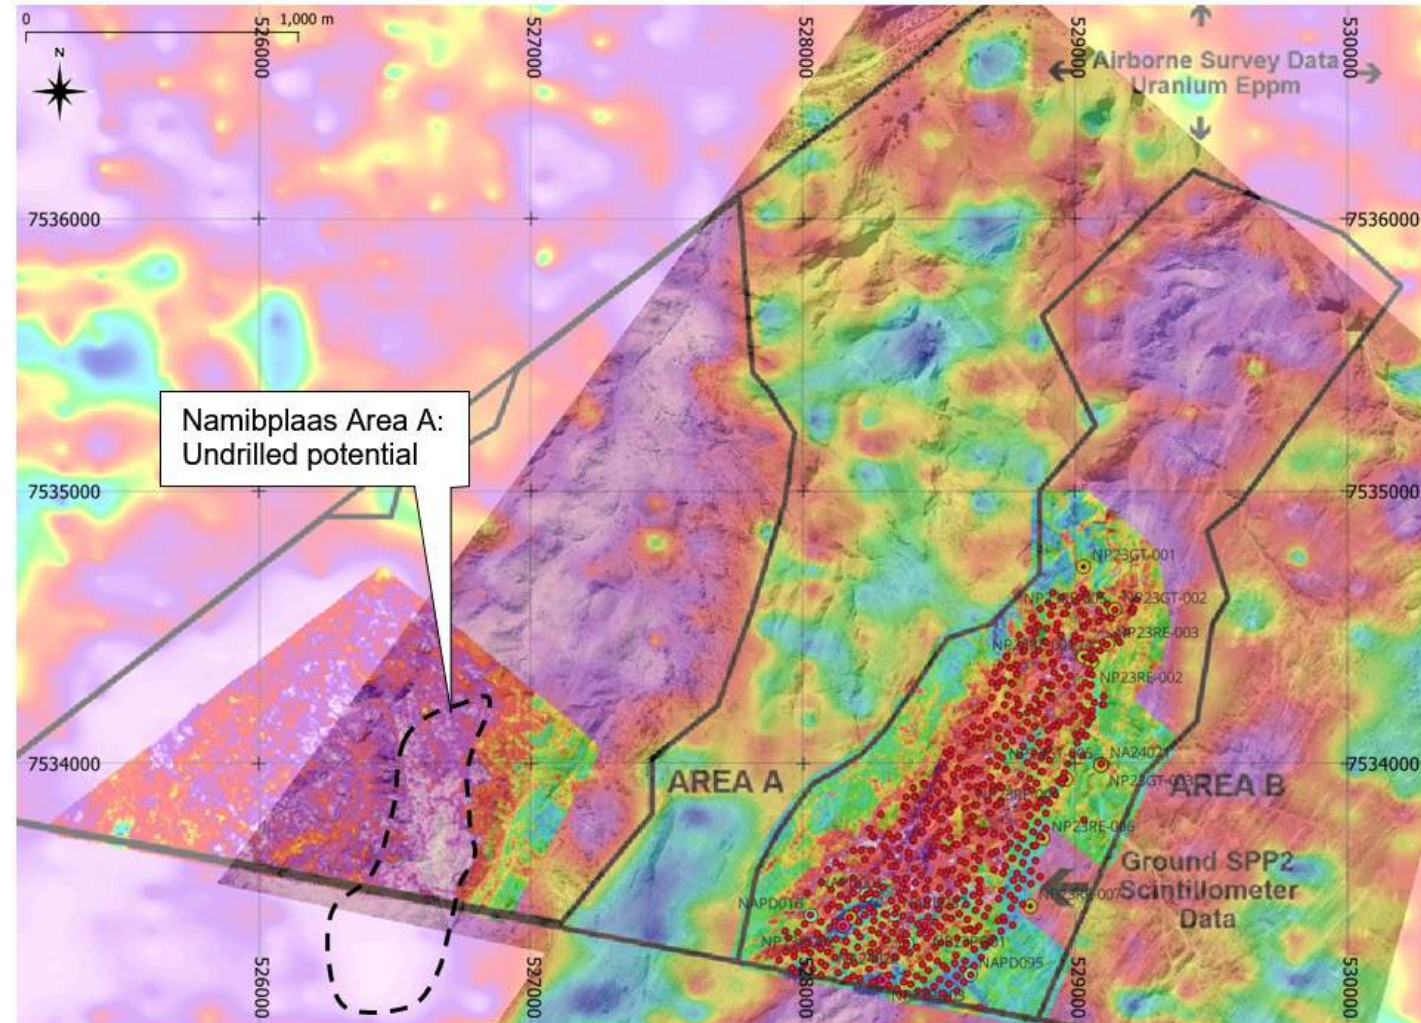 0
1,000 m
N
526000
527000
528000
529000
530000
Airborne Survey Data
Uranium Eppm
7536000
7536000
Namibplaas Area A:
Undrilled potential
7535000
7535000
NP23GT-001
NP23GT-002
NP23RE-003
NP23RE-002
7534000
7534000
AREA A
NA24021
AREA B
NP23RE-006
Ground SPP2
Scintillometer
Data
NAPD016
NAPD095
526000
527000
528000
529000
530000